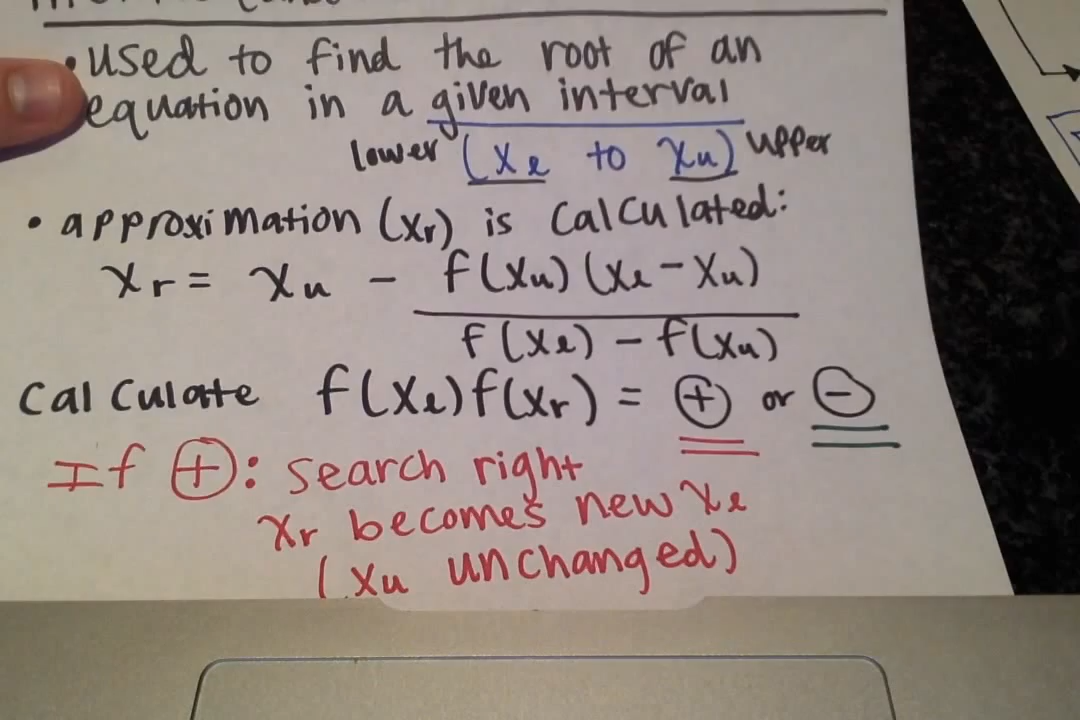 • used to find the root of an
equation in a given interval
lower (xℓ to xu) upper
• approximation (xr) is calculated:
xr = xu - f(xu)(xℓ-xu)
f(xℓ) - f(xu)
calculate f(xℓ)f(xr) = ⊕ or ⊖
If ⊕: search right
xr becomes new xℓ
(xu unchanged)